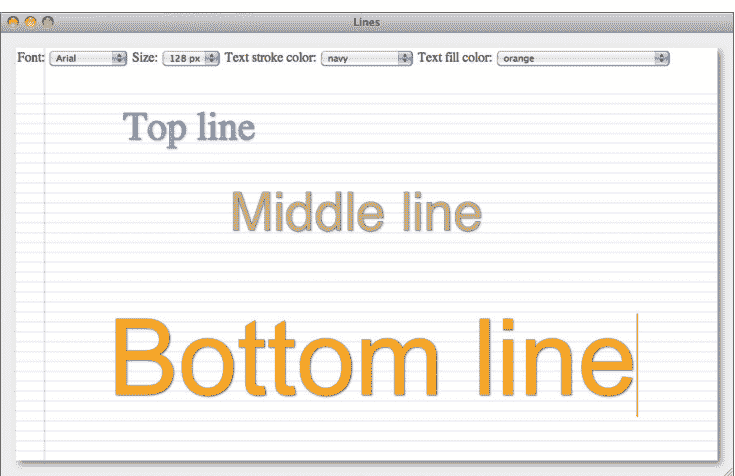 Lines
Font: Arial Size: 128 px Text stroke color: navy Text fill color: orange
Top line
Middle line
Bottom line